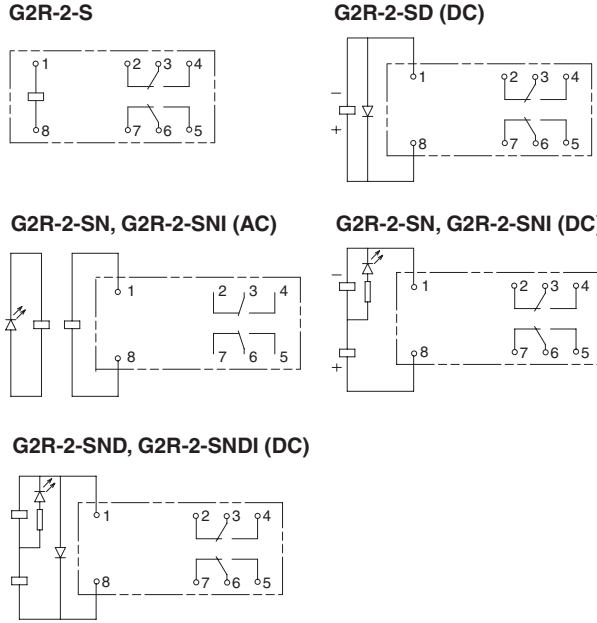 G2R-2-S
1 2 3 4
8 7 6 5
G2R-2-SD (DC)
1 2 3 4
−
+
8 7 6 5
G2R-2-SN, G2R-2-SNI (AC)
1 2 3 4
8 7 6 5
G2R-2-SN, G2R-2-SNI (DC)
−
1 2 3 4
8 7 6 5
+
G2R-2-SND, G2R-2-SNDI (DC)
1 2 3 4
8 7 6 5